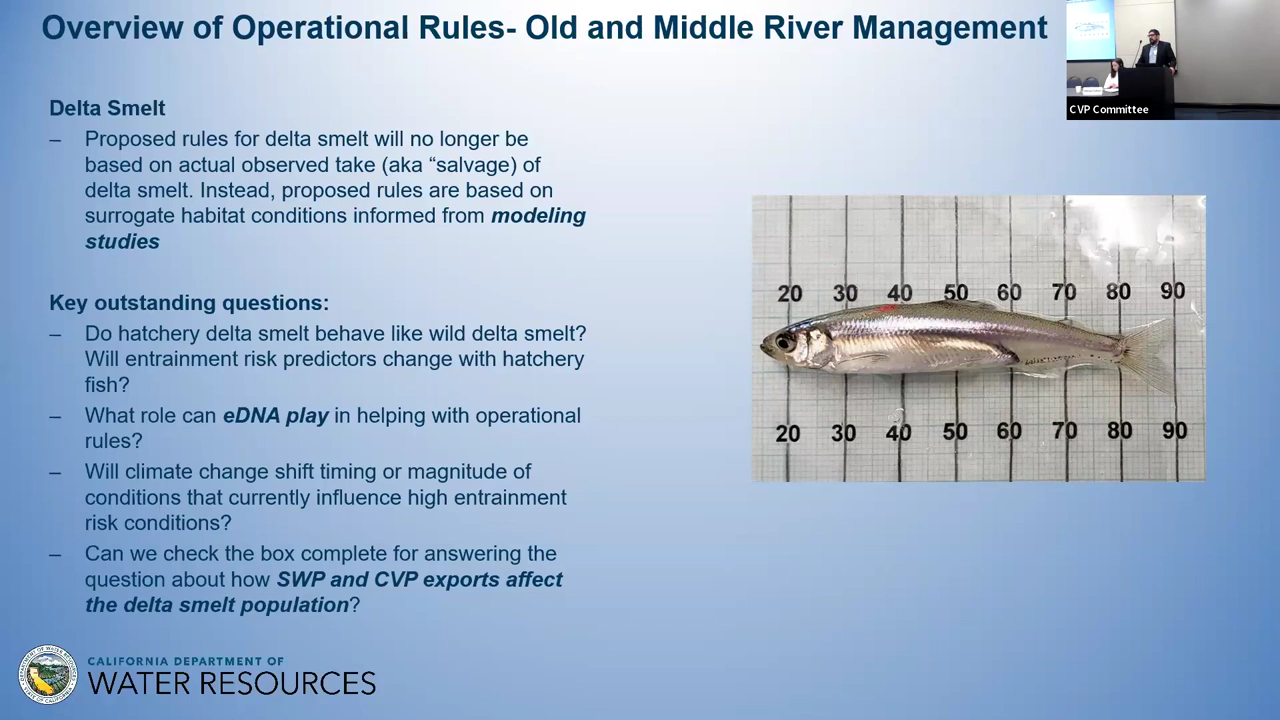 Overview of Operational Rules- Old and Middle River Management
CVP Committee
Delta Smelt
– Proposed rules for delta smelt will no longer be
based on actual observed take (aka “salvage) of
delta smelt. Instead, proposed rules are based on
surrogate habitat conditions informed from modeling
studies
Key outstanding questions:
– Do hatchery delta smelt behave like wild delta smelt?
Will entrainment risk predictors change with hatchery
fish?
– What role can eDNA play in helping with operational
rules?
– Will climate change shift timing or magnitude of
conditions that currently influence high entrainment
risk conditions?
– Can we check the box complete for answering the
question about how SWP and CVP exports affect
the delta smelt population?
20 30 40 50 60 70 80 90
20 30 40 50 60 70 80 90
CALIFORNIA DEPARTMENT OF
WATER RESOURCES